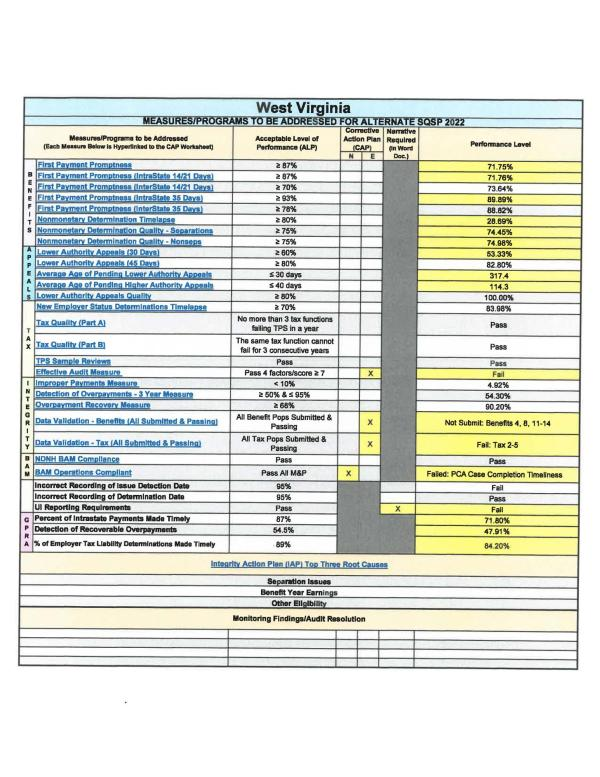 West Virginia
MEASURES/PROGRAMS TO BE ADDRESSED FOR ALTERNATE SQSP 2022
Measures/Programs to be Addressed (Each Measure Below is Hyperlinked to the CAP Worksheet) Acceptable Level of Performance (ALP) Corrective Action Plan (CAP) N E Narrative Required (in Word Doc.) Performance Level
BENEFITS
First Payment Promptness ≥ 87% 71.75%
First Payment Promptness (IntraState 14/21 Days) ≥ 87% 71.76%
First Payment Promptness (InterState 14/21 Days) ≥ 70% 73.64%
First Payment Promptness (IntraState 35 Days) ≥ 93% 89.89%
First Payment Promptness (InterState 35 Days) ≥ 78% 88.82%
Nonmonetary Determination Timelapse ≥ 80% 28.69%
Nonmonetary Determination Quality - Separations ≥ 75% 74.45%
Nonmonetary Determination Quality - Nonseps ≥ 75% 74.98%
APPEALS
Lower Authority Appeals (30 Days) ≥ 60% 53.33%
Lower Authority Appeals (45 Days) ≥ 80% 82.80%
Average Age of Pending Lower Authority Appeals ≤ 30 days 317.4
Average Age of Pending Higher Authority Appeals ≤ 40 days 114.3
Lower Authority Appeals Quality ≥ 80% 100.00%
TAX
New Employer Status Determinations Timelapse ≥ 70% 83.98%
Tax Quality (Part A) No more than 3 tax functions failing TPS in a year Pass
Tax Quality (Part B) The same tax function cannot fail for 3 consecutive years Pass
TPS Sample Reviews Pass Pass
Effective Audit Measure Pass 4 factors/score ≥ 7 X Fail
INTEGRITY
Improper Payments Measure < 10% 4.92%
Detection of Overpayments - 3 Year Measure ≥ 50% & ≤ 95% 54.30%
Overpayment Recovery Measure ≥ 68% 90.20%
Data Validation - Benefits (All Submitted & Passing) All Benefit Pops Submitted & Passing X Not Submit: Benefits 4, 8, 11-14
Data Validation - Tax (All Submitted & Passing) All Tax Pops Submitted & Passing X Fail: Tax 2-5
BAM
NDNH BAM Compliance Pass Pass
BAM Operations Compliant Pass All M&P X Failed: PCA Case Completion Timeliness
Incorrect Recording of Issue Detection Date 95% Fail
Incorrect Recording of Determination Date 95% Pass
UI Reporting Requirements Pass X Fail
GPRA
Percent of Intrastate Payments Made Timely 87% 71.80%
Detection of Recoverable Overpayments 54.5% 47.91%
% of Employer Tax Liability Determinations Made Timely 89% 84.20%
Integrity Action Plan (IAP) Top Three Root Causes
Separation Issues
Benefit Year Earnings
Other Eligibility
Monitoring Findings/Audit Resolution